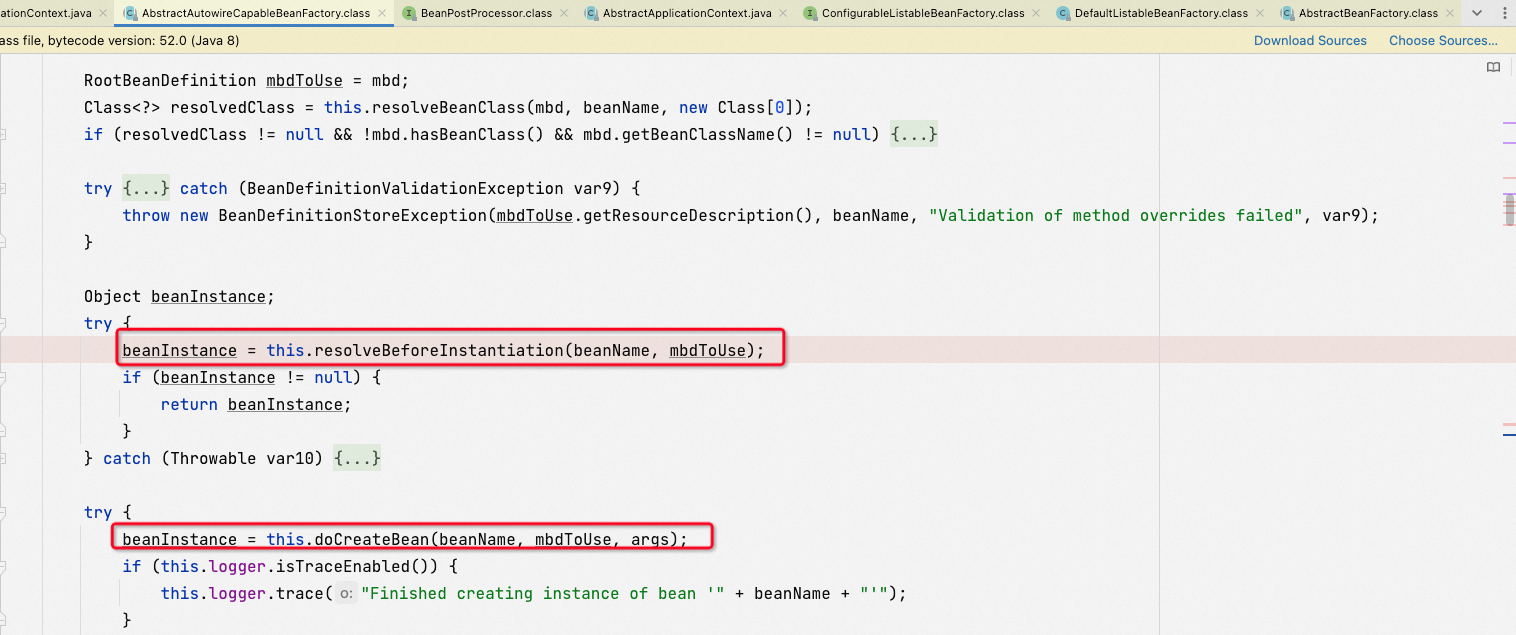 ationContext.java AbstractAutowireCapableBeanFactory.class BeanPostProcessor.class AbstractApplicationContext.java ConfigurableListableBeanFactory.class DefaultListableBeanFactory.class AbstractBeanFactory.class
ass file, bytecode version: 52.0 (Java 8) Download Sources Choose Sources...
RootBeanDefinition mbdToUse = mbd;
Class<?> resolvedClass = this.resolveBeanClass(mbd, beanName, new Class[0]);
if (resolvedClass != null && !mbd.hasBeanClass() && mbd.getBeanClassName() != null) {...}
try {...} catch (BeanDefinitionValidationException var9) {
throw new BeanDefinitionStoreException(mbdToUse.getResourceDescription(), beanName, "Validation of method overrides failed", var9);
}
Object beanInstance;
try {
beanInstance = this.resolveBeforeInstantiation(beanName, mbdToUse);
if (beanInstance != null) {
return beanInstance;
}
} catch (Throwable var10) {...}
try {
beanInstance = this.doCreateBean(beanName, mbdToUse, args);
if (this.logger.isTraceEnabled()) {
this.logger.trace( o: "Finished creating instance of bean '" + beanName + "'");
}